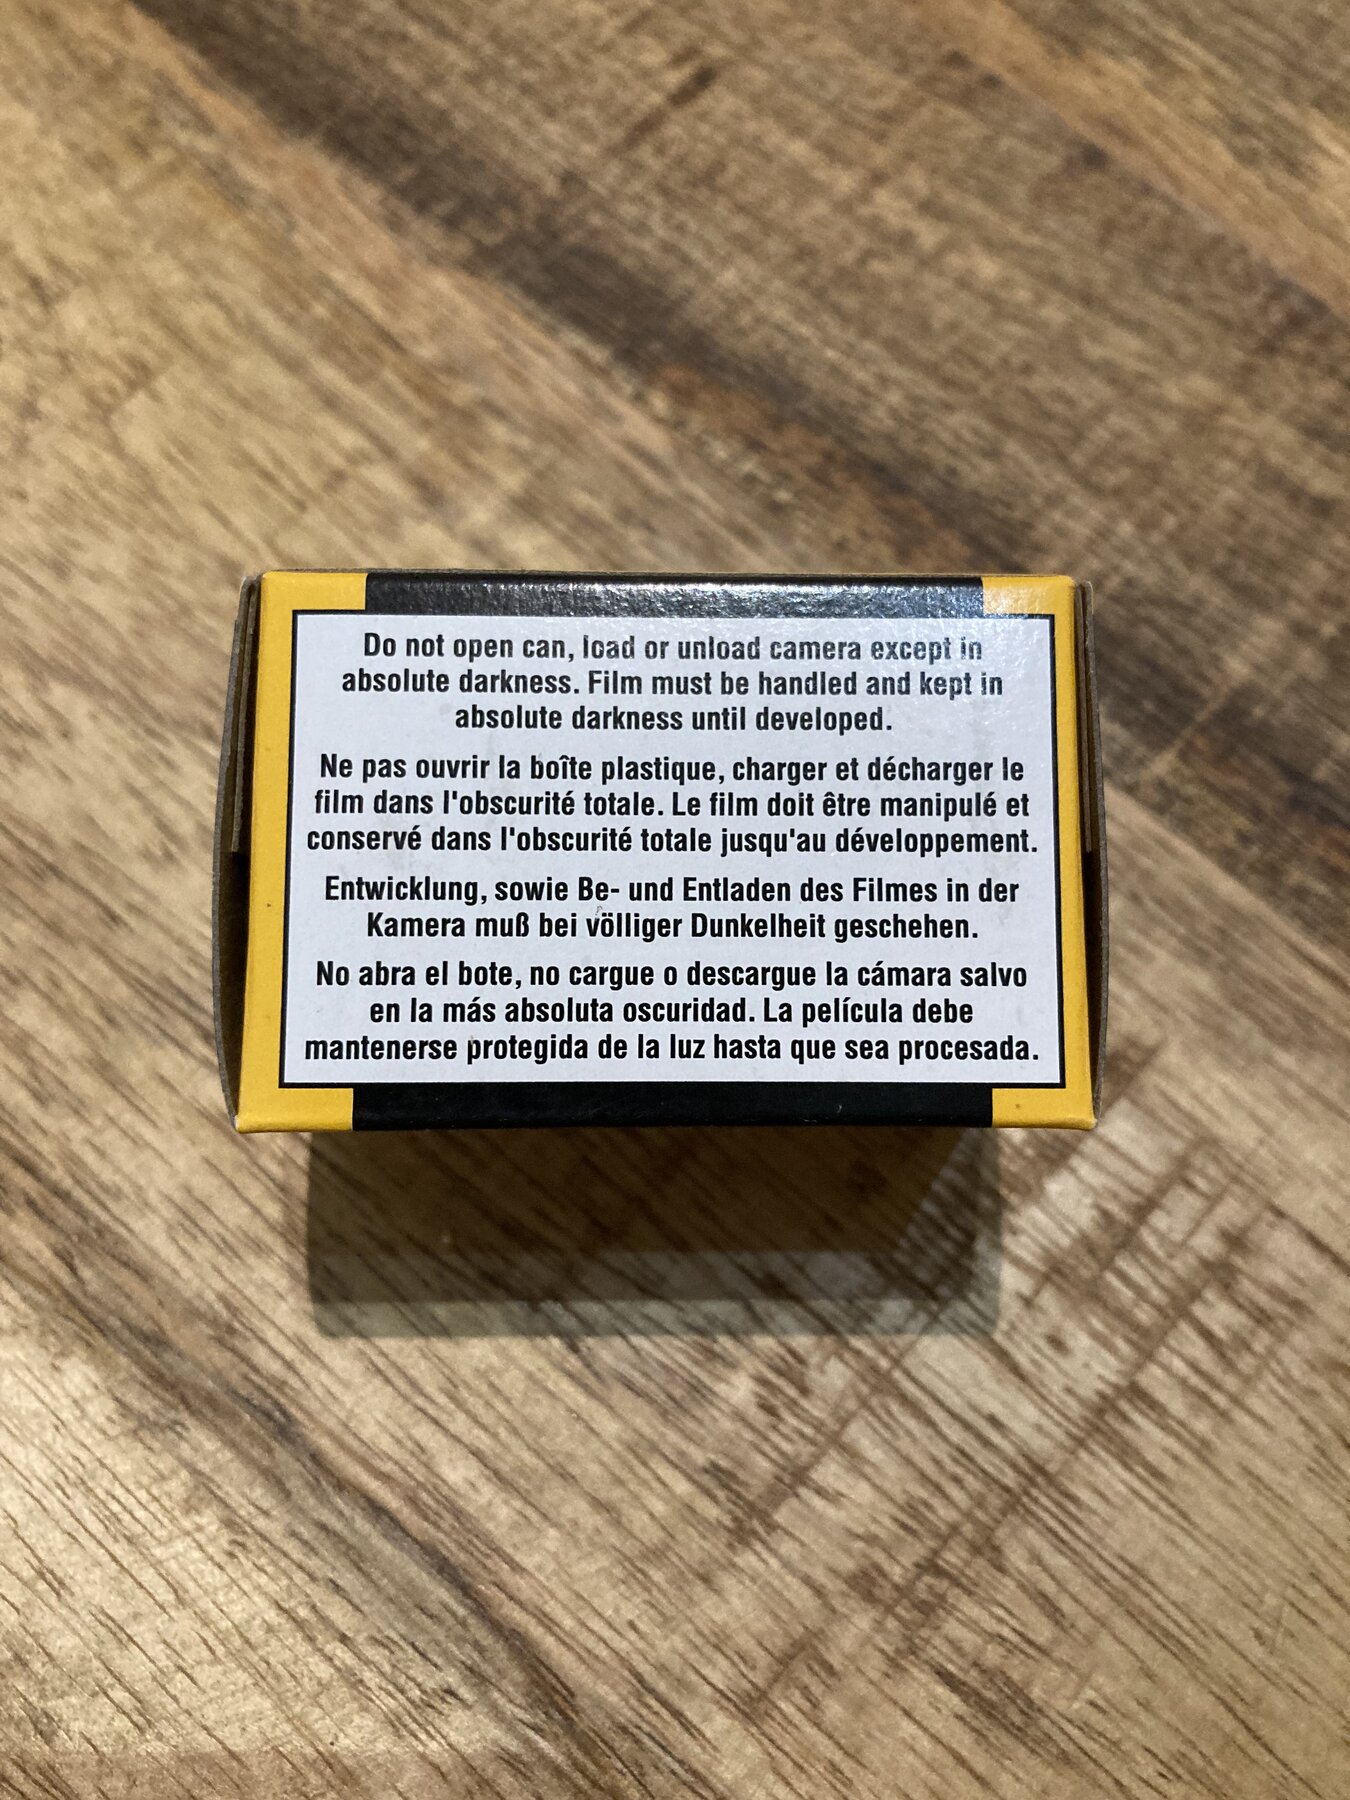 Do not open can, load or unload camera except in
absolute darkness. Film must be handled and kept in
absolute darkness until developed.
Ne pas ouvrir la boîte plastique, charger et décharger le
film dans l'obscurité totale. Le film doit être manipulé et
conservé dans l'obscurité totale jusqu'au développement.
Entwicklung, sowie Be- und Entladen des Filmes in der
Kamera muß bei völliger Dunkelheit geschehen.
No abra el bote, no cargue o descargue la cámara salvo
en la más absoluta oscuridad. La película debe
mantenerse protegida de la luz hasta que sea procesada.